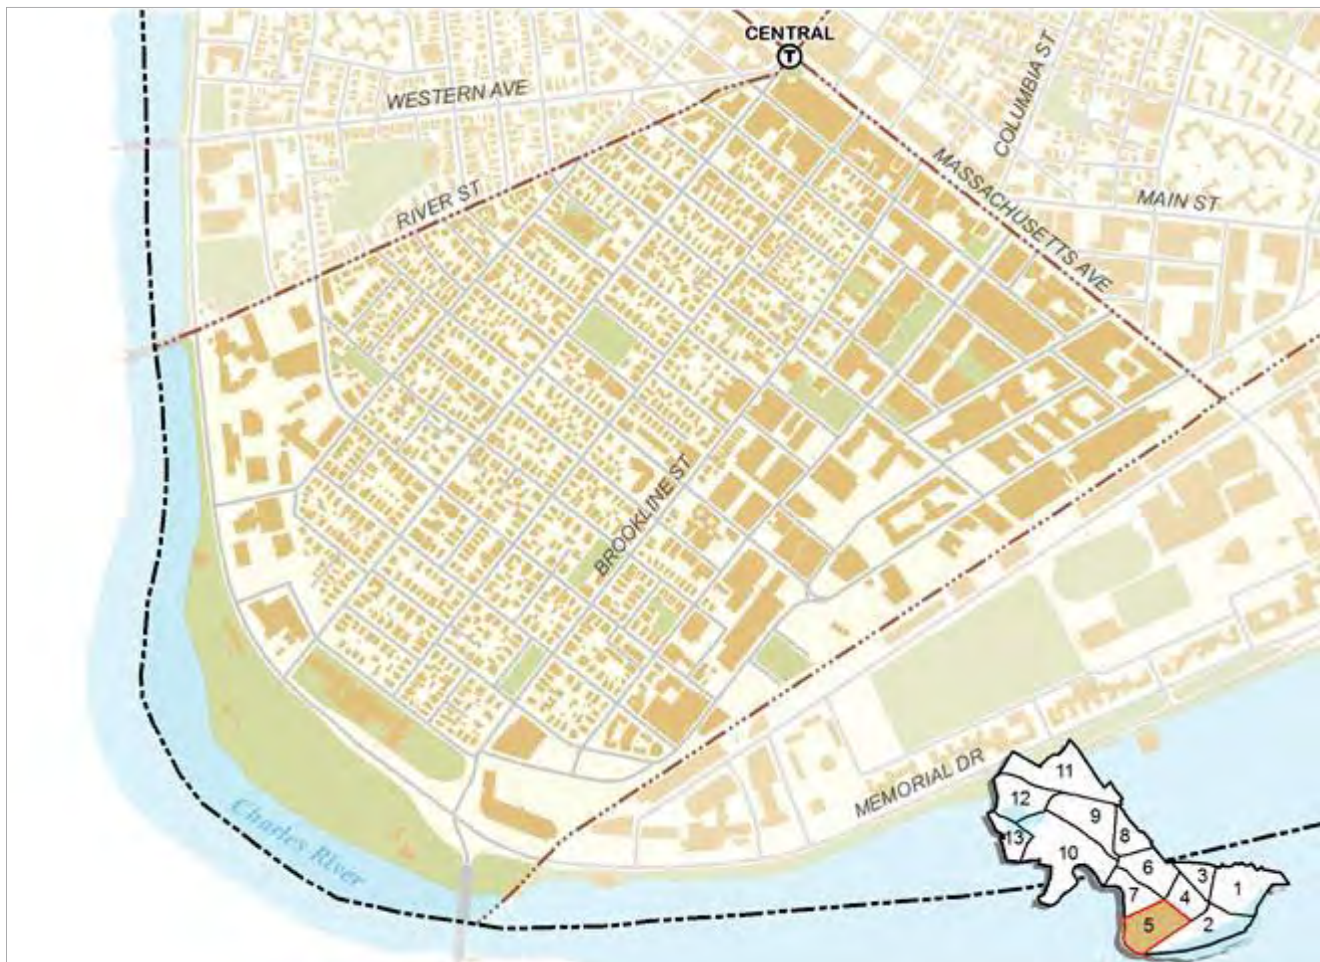 CENTRAL
T
COLUMBIA ST
WESTERN AVE
MASSACHUSETTS AVE
MAIN ST
RIVER ST
BROOKLINE ST
MEMORIAL DR
Charles River
11
12
9
8
13
10
6
3
1
7
4
5
2